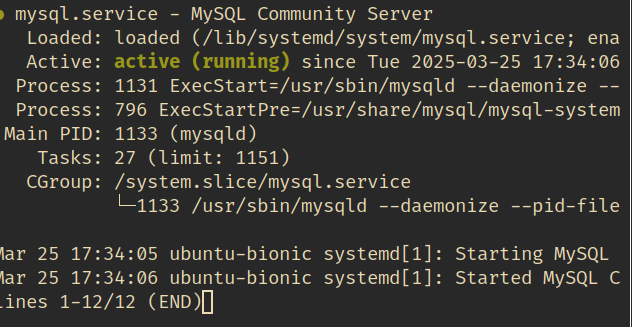 ● mysql.service - MySQL Community Server
Loaded: loaded (/lib/systemd/system/mysql.service; ena
Active: active (running) since Tue 2025-03-25 17:34:06
Process: 1131 ExecStart=/usr/sbin/mysqld --daemonize --
Process: 796 ExecStartPre=/usr/share/mysql/mysql-system
Main PID: 1133 (mysqld)
Tasks: 27 (limit: 1151)
CGroup: /system.slice/mysql.service
└─1133 /usr/sbin/mysqld --daemonize --pid-file
Mar 25 17:34:05 ubuntu-bionic systemd[1]: Starting MySQL
Mar 25 17:34:06 ubuntu-bionic systemd[1]: Started MySQL C
lines 1-12/12 (END)